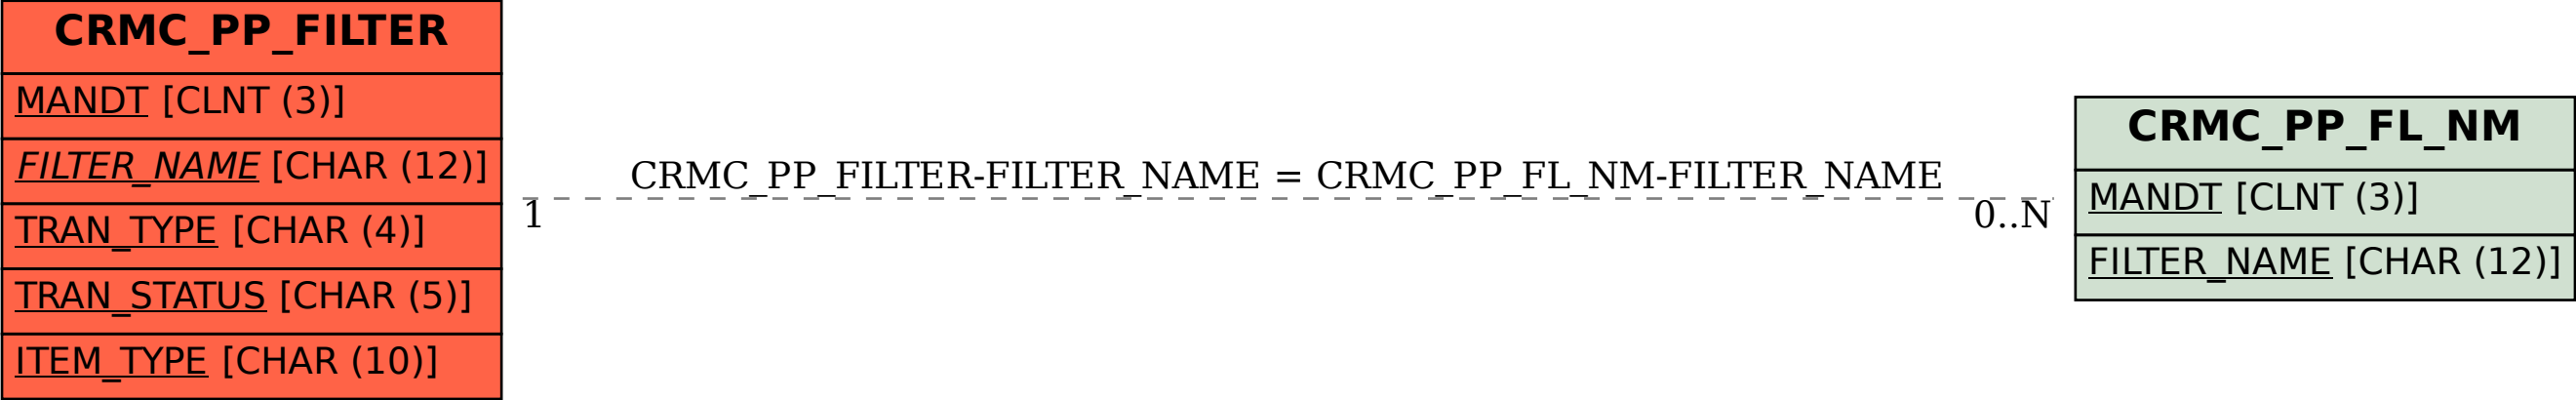 CRMC_PP_FILTER
MANDT [CLNT (3)]
FILTER_NAME [CHAR (12)]
TRAN_TYPE [CHAR (4)]
TRAN_STATUS [CHAR (5)]
ITEM_TYPE [CHAR (10)]
CRMC_PP_FILTER-FILTER_NAME = CRMC_PP_FL_NM-FILTER_NAME
1
0..N
CRMC_PP_FL_NM
MANDT [CLNT (3)]
FILTER_NAME [CHAR (12)]